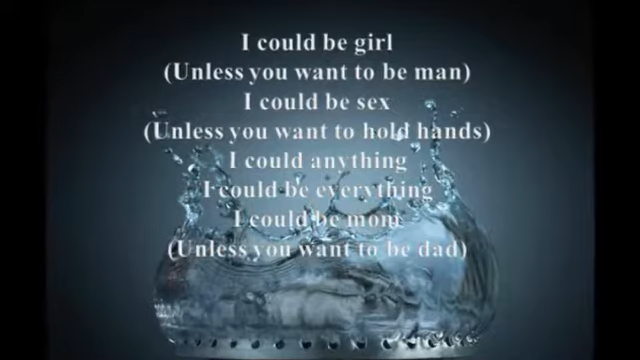 I could be girl
(Unless you want to be man)
I could be sex
(Unless you want to hold hands)
I could anything
I could be everything
I could be mom
(Unless you want to be dad)